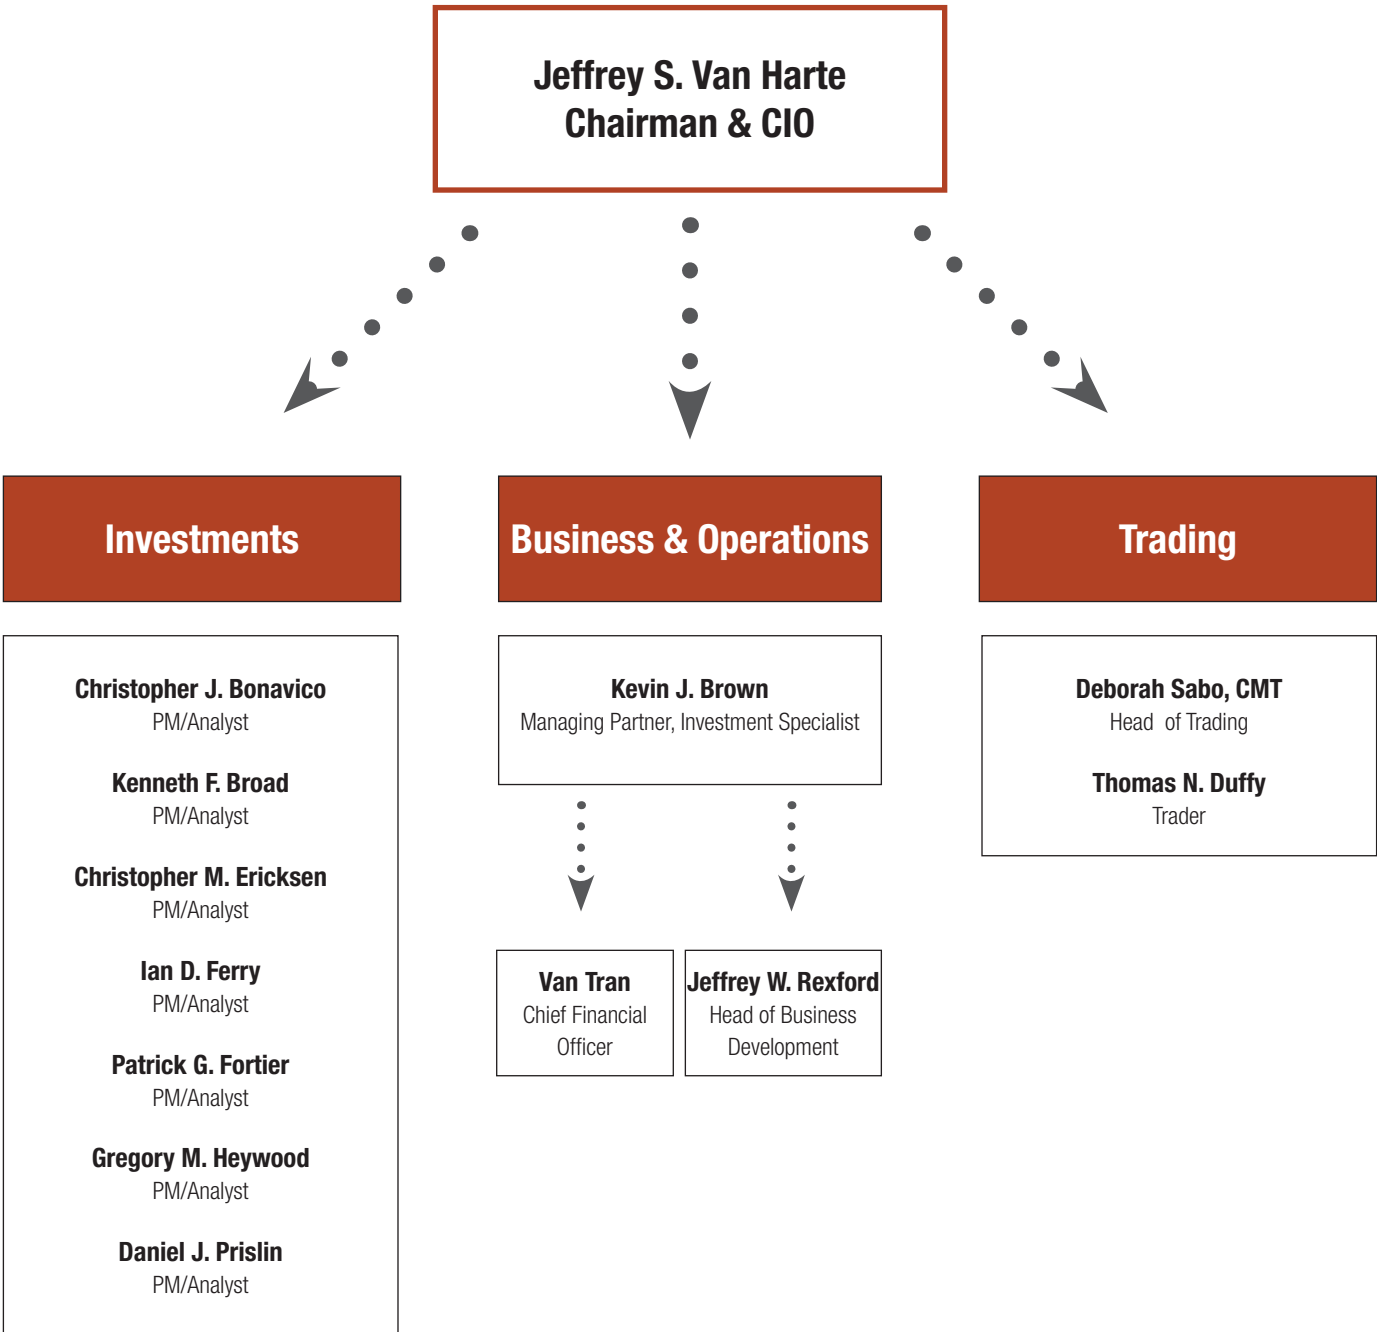 Jeffrey S. Van Harte
Chairman & CIO
Investments
Christopher J. Bonavico
PM/Analyst
Kenneth F. Broad
PM/Analyst
Christopher M. Ericksen
PM/Analyst
Ian D. Ferry
PM/Analyst
Patrick G. Fortier
PM/Analyst
Gregory M. Heywood
PM/Analyst
Daniel J. Prislin
PM/Analyst
Business & Operations
Kevin J. Brown
Managing Partner, Investment Specialist
Van Tran
Chief Financial
Officer
Jeffrey W. Rexford
Head of Business
Development
Trading
Deborah Sabo, CMT
Head of Trading
Thomas N. Duffy
Trader